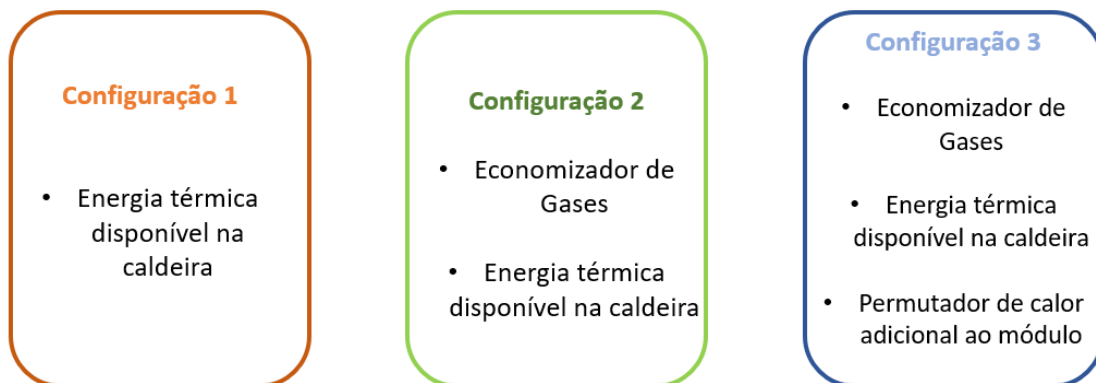 Configuração 1
• Energia térmica
disponível na
caldeira
Configuração 2
• Economizador de
Gases
• Energia térmica
disponível na caldeira
Configuração 3
• Economizador de
Gases
• Energia térmica
disponível na caldeira
• Permutador de calor
adicional ao módulo